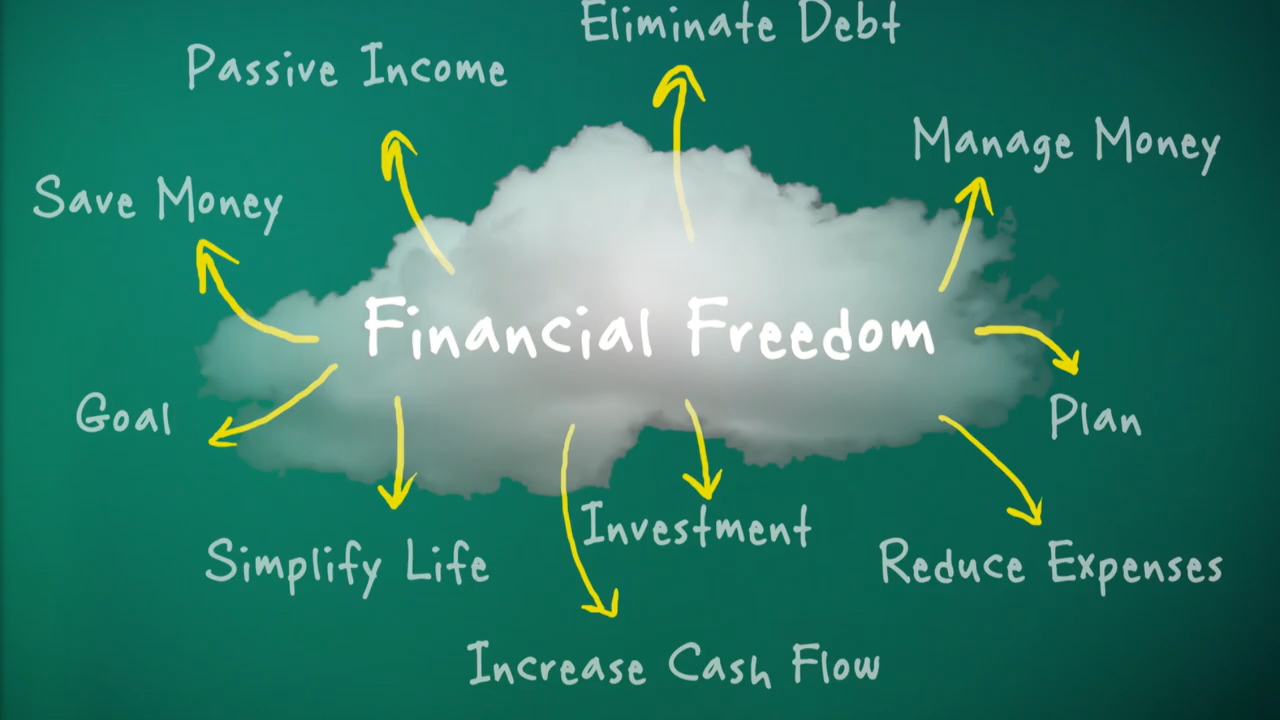 Eliminate Debt
Passive Income
Manage Money
Save Money
Financial Freedom
Goal
Plan
Investment
Simplify Life
Reduce Expenses
Increase Cash Flow